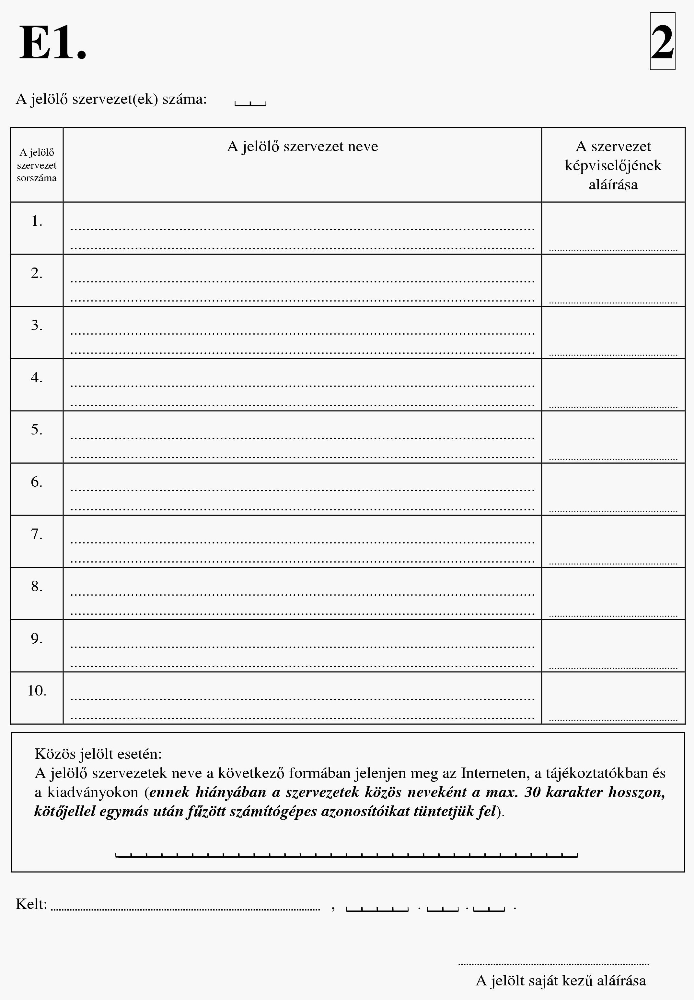 E1.
2
A jelölő szervezet(ek) száma:
A jelölő
szervezet
sorszáma
A jelölő szervezet neve
A szervezet
képviselőjének
aláírása
1.
2.
3.
4.
5.
6.
7.
8.
9.
10.
Közös jelölt esetén:
A jelölő szervezetek neve a következő formában jelenjen meg az Interneten, a tájékoztatókban és
a kiadványokon (ennek hiányában a szervezetek közös neveként a max. 30 karakter hosszon,
kötőjellel egymás után fűzött számítógépes azonosítóikat tüntetjük fel).
Kelt: , . . .
A jelölt saját kezű aláírása